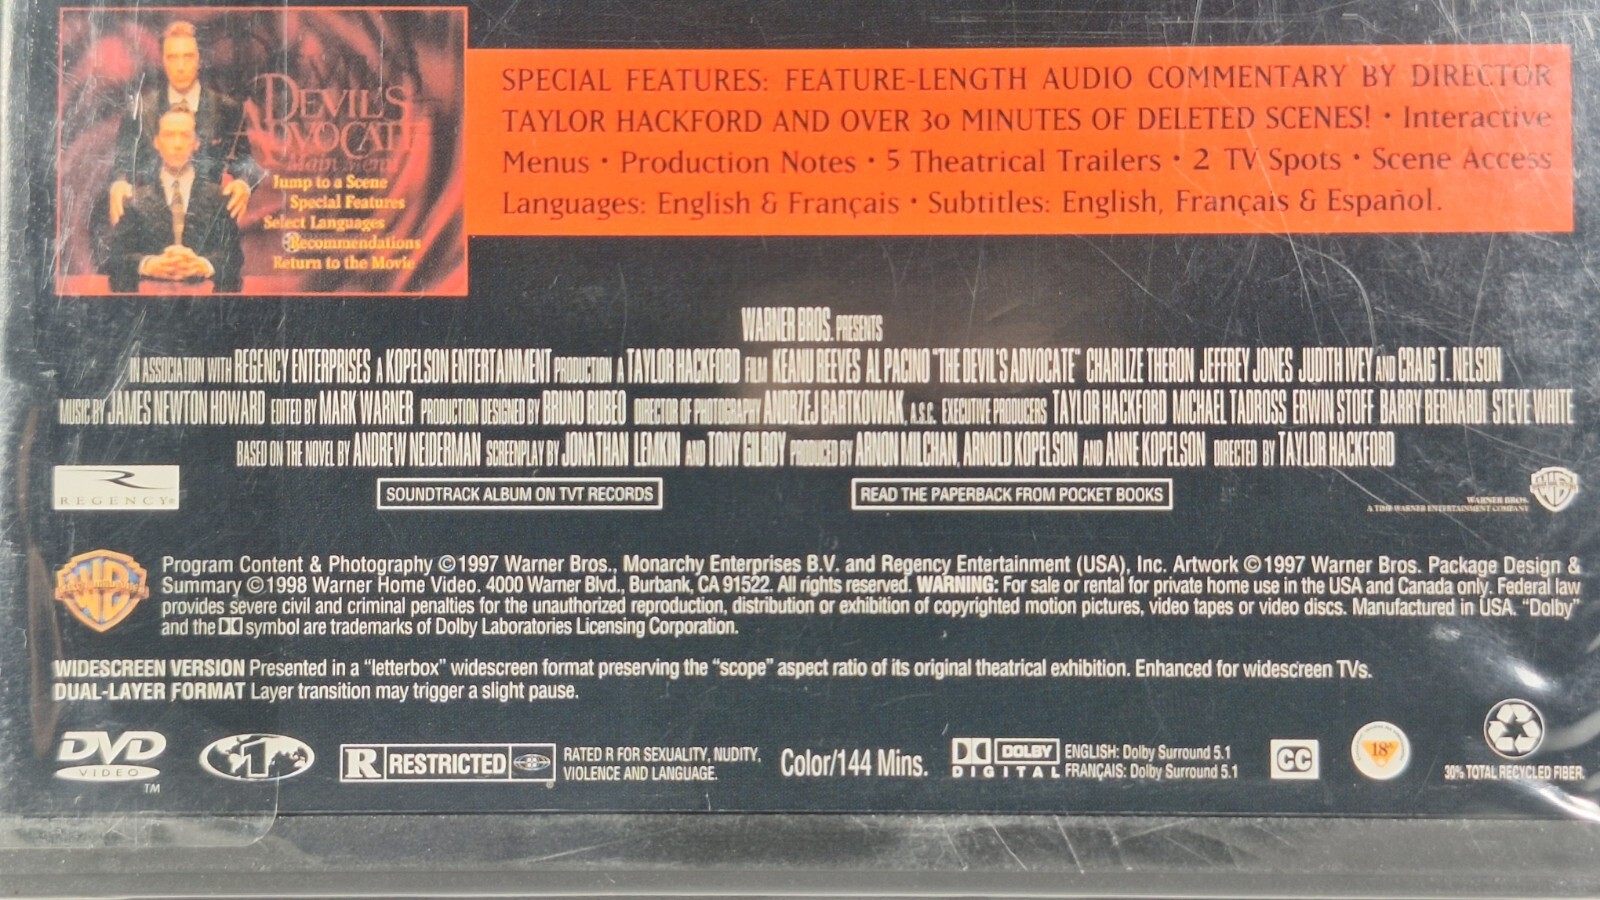 DEVIL'S
ADVOCATE
Main Menu
Jump to a Scene
Special Features
Select Languages
Recommendations
Return to the Movie
SPECIAL FEATURES: FEATURE-LENGTH AUDIO COMMENTARY BY DIRECTOR
TAYLOR HACKFORD AND OVER 30 MINUTES OF DELETED SCENES! • Interactive
Menus • Production Notes • 5 Theatrical Trailers • 2 TV Spots • Scene Access
Languages: English & Français • Subtitles: English, Français & Español.
WARNER BROS. PRESENTS
IN ASSOCIATION WITH REGENCY ENTERPRISES A KOPELSON ENTERTAINMENT PRODUCTION A TAYLOR HACKFORD FILM KEANU REEVES AL PACINO "THE DEVIL'S ADVOCATE" CHARLIZE THERON JEFFREY JONES JUDITH IVEY AND CRAIG T. NELSON
MUSIC BY JAMES NEWTON HOWARD EDITED BY MARK WARNER PRODUCTION DESIGNED BY BRUNO RUBEO DIRECTOR OF PHOTOGRAPHY ANDRZEJ BARTKOWIAK, A.S.C. EXECUTIVE PRODUCERS TAYLOR HACKFORD MICHAEL TADROSS ERWIN STOFF BARRY BERNARDI STEVE WHITE
BASED ON THE NOVEL BY ANDREW NEIDERMAN SCREENPLAY BY JONATHAN LEMKIN AND TONY GILROY PRODUCED BY ARNON MILCHAN, ARNOLD KOPELSON AND ANNE KOPELSON DIRECTED BY TAYLOR HACKFORD
R
REGENCY®
SOUNDTRACK ALBUM ON TVT RECORDS
READ THE PAPERBACK FROM POCKET BOOKS
WARNER BROS.
A TIME WARNER ENTERTAINMENT COMPANY
WB
WB
Program Content & Photography ©1997 Warner Bros., Monarchy Enterprises B.V. and Regency Entertainment (USA), Inc. Artwork ©1997 Warner Bros. Package Design &
Summary ©1998 Warner Home Video. 4000 Warner Blvd., Burbank, CA 91522. All rights reserved. WARNING: For sale or rental for private home use in the USA and Canada only. Federal law
provides severe civil and criminal penalties for the unauthorized reproduction, distribution or exhibition of copyrighted motion pictures, video tapes or video discs. Manufactured in USA. "Dolby"
and the symbol are trademarks of Dolby Laboratories Licensing Corporation.
WIDESCREEN VERSION Presented in a "letterbox" widescreen format preserving the "scope" aspect ratio of its original theatrical exhibition. Enhanced for widescreen TVs.
DUAL-LAYER FORMAT Layer transition may trigger a slight pause.
DVD
VIDEO
TM
1
R RESTRICTED ®
RATED R FOR SEXUALITY, NUDITY,
VIOLENCE AND LANGUAGE.
Color/144 Mins.
DOLBY
DIGITAL
ENGLISH: Dolby Surround 5.1
FRANÇAIS: Dolby Surround 5.1
CC
18
30% TOTAL RECYCLED FIBER.